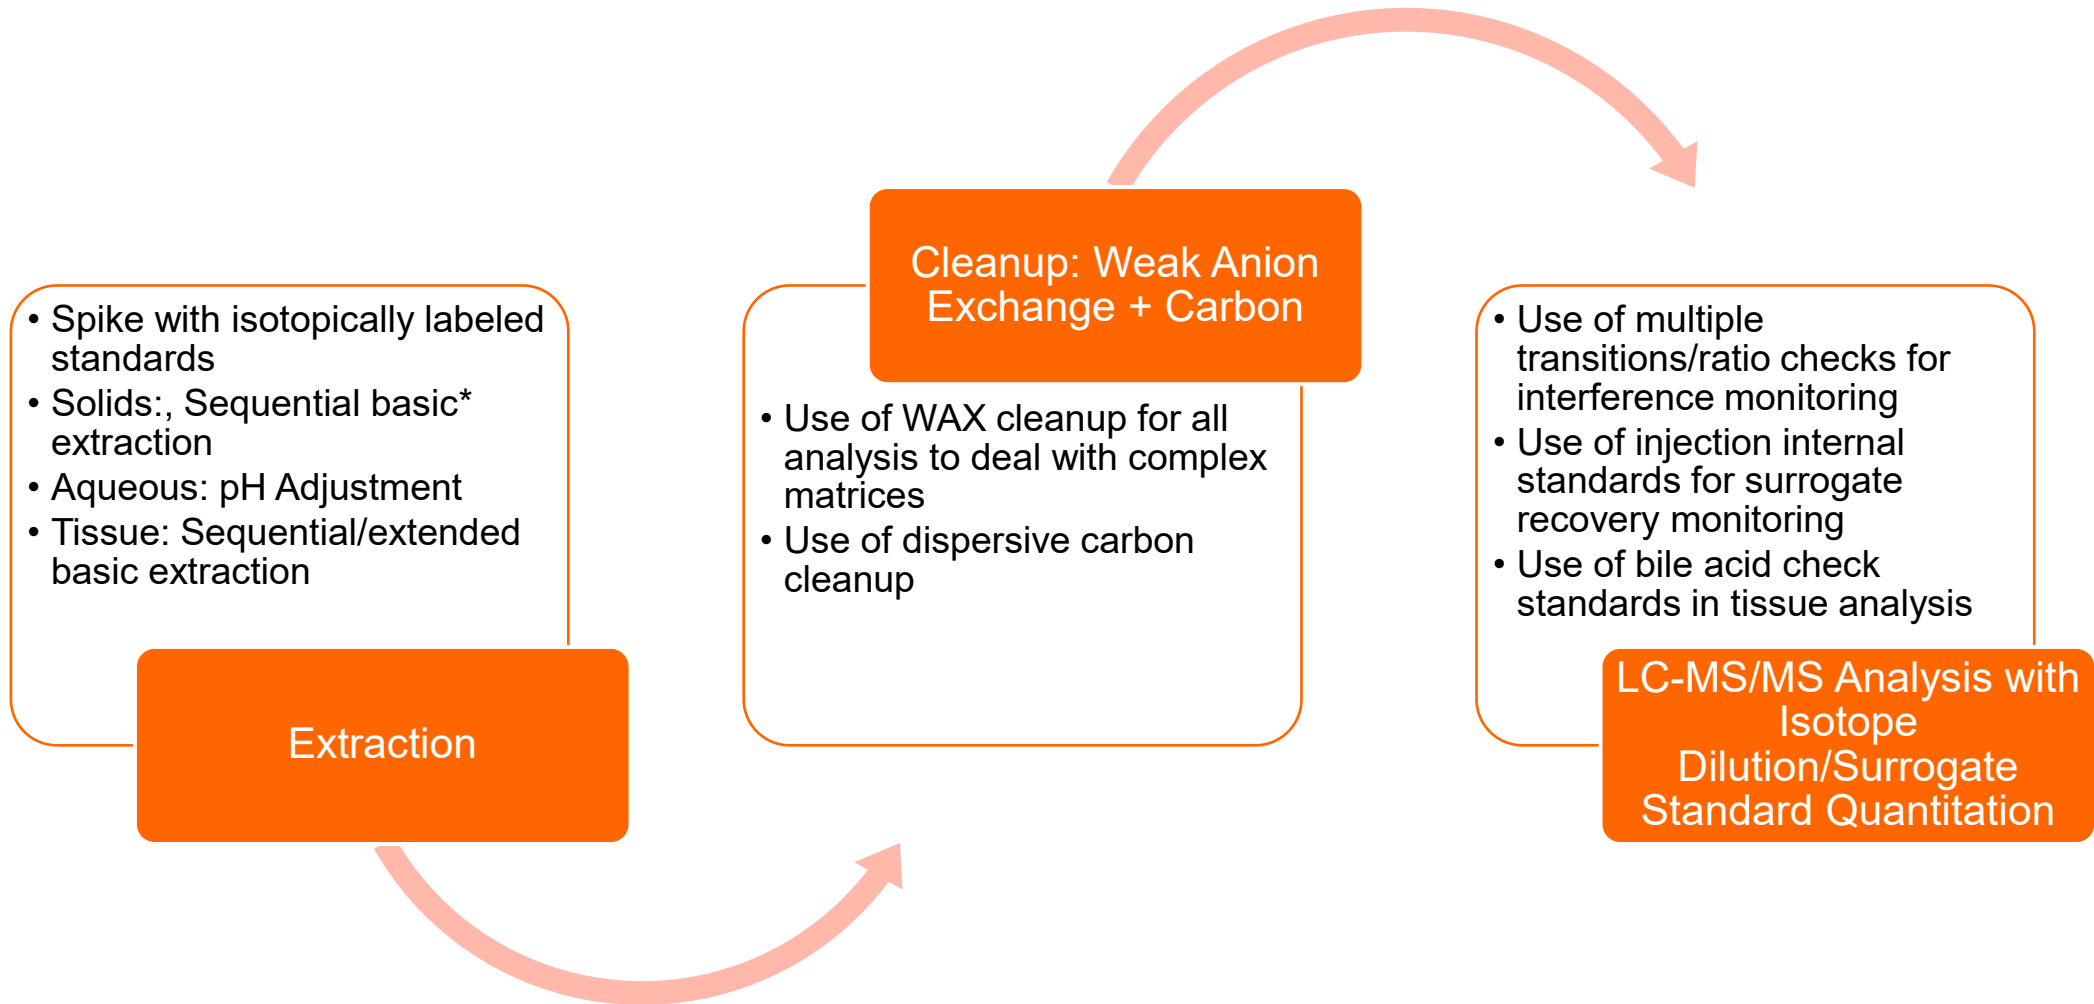 • Spike with isotopically labeled
standards
• Solids:, Sequential basic*
extraction
• Aqueous: pH Adjustment
• Tissue: Sequential/extended
basic extraction
Extraction
Cleanup: Weak Anion
Exchange + Carbon
• Use of WAX cleanup for all
analysis to deal with complex
matrices
• Use of dispersive carbon
cleanup
• Use of multiple
transitions/ratio checks for
interference monitoring
• Use of injection internal
standards for surrogate
recovery monitoring
• Use of bile acid check
standards in tissue analysis
LC-MS/MS Analysis with
Isotope
Dilution/Surrogate
Standard Quantitation